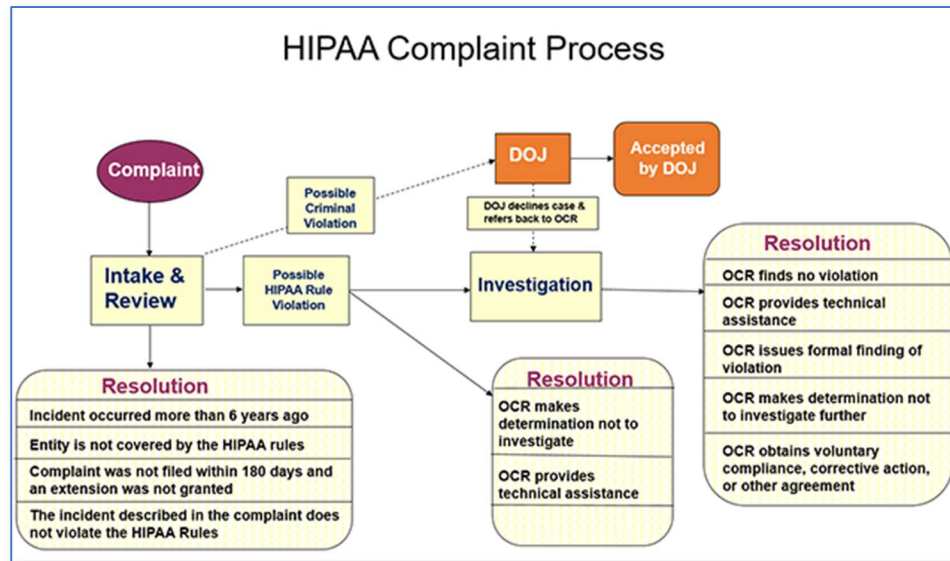 HIPAA Complaint Process
Complaint
Possible
Criminal
Violation
DOJ
Accepted
by DOJ
DOJ declines case &
refers back to OCR
Intake &
Review
Possible
HIPAA Rule
Violation
Investigation
Resolution
Incident occurred more than 6 years ago
Entity is not covered by the HIPAA rules
Complaint was not filed within 180 days and
an extension was not granted
The incident described in the complaint does
not violate the HIPAA Rules
Resolution
OCR makes
determination not to
investigate
OCR provides
technical assistance
Resolution
OCR finds no violation
OCR provides technical
assistance
OCR issues formal finding of
violation
OCR makes determination not
to investigate further
OCR obtains voluntary
compliance, corrective action,
or other agreement